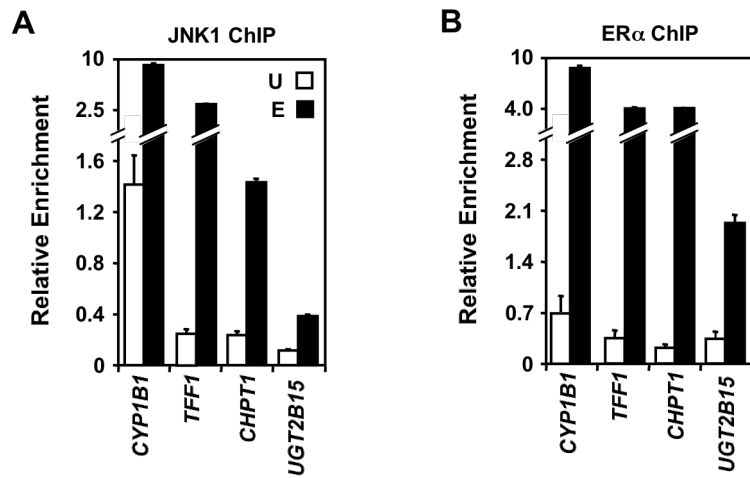 A
JNK1 ChIP
Relative Enrichment
10
2.5
1.6
1.2
0.8
0.4
0
U
E
CYP1B1
TFF1
CHPT1
UGT2B15
B
ERα ChIP
Relative Enrichment
10
4.0
2.8
2.1
1.4
0.7
0
CYP1B1
TFF1
CHPT1
UGT2B15